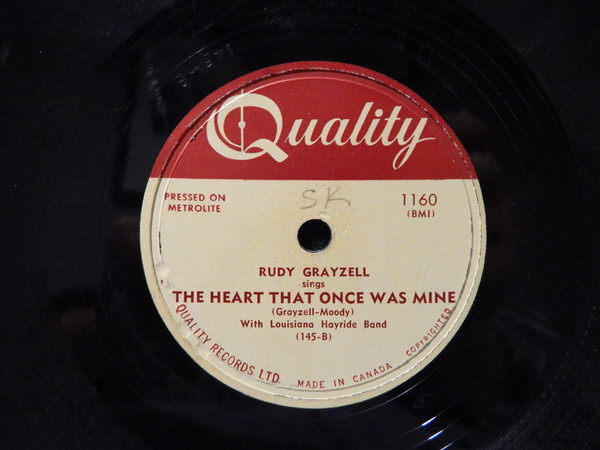 Quality
PRESSED ON
METROLITE
SK
1160
(BMI)
RUDY GRAYZELL
sings
THE HEART THAT ONCE WAS MINE
(Grayzell-Moody)
With Louisiana Hayride Band
(145-B)
QUALITY RECORDS LTD. MADE IN CANADA COPYRIGHTED